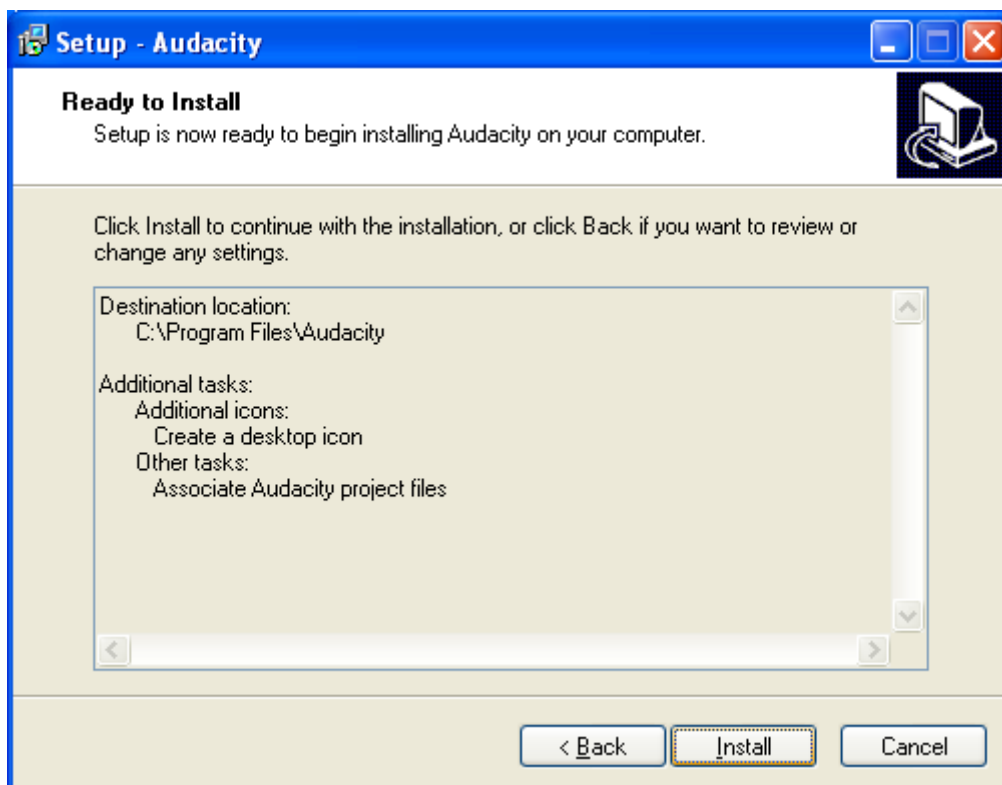 Setup - Audacity
Ready to Install
Setup is now ready to begin installing Audacity on your computer.
Click Install to continue with the installation, or click Back if you want to review or
change any settings.
Destination location:
C:\Program Files\Audacity
Additional tasks:
Additional icons:
Create a desktop icon
Other tasks:
Associate Audacity project files
< Back Install Cancel